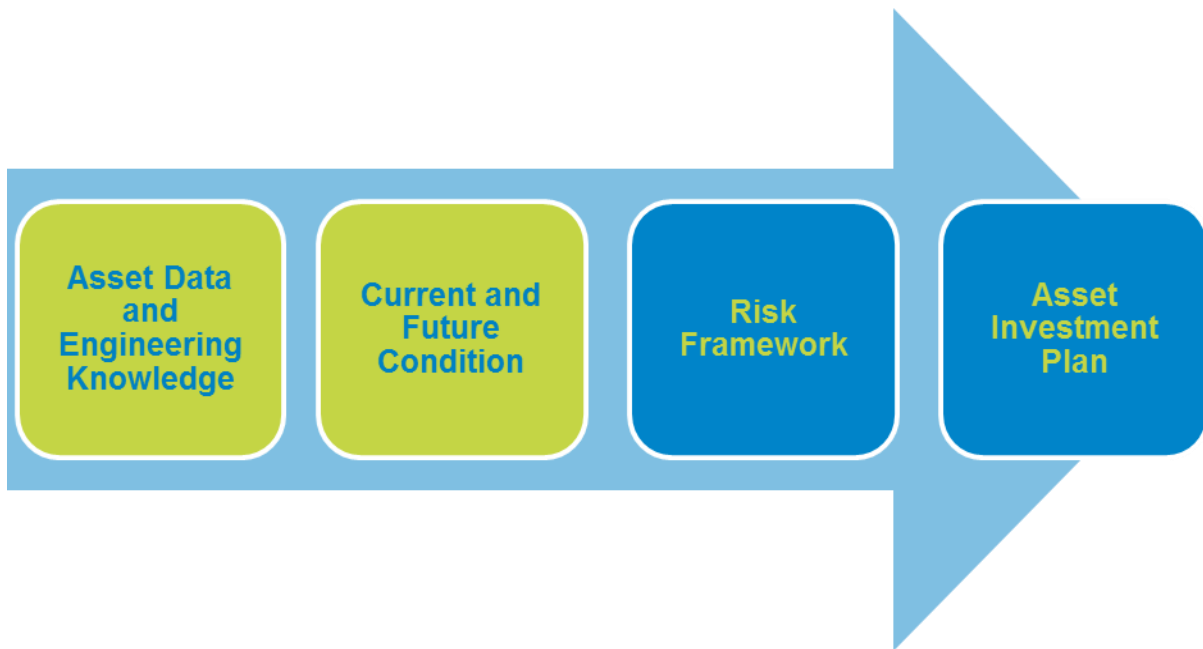 Asset Data
and
Engineering
Knowledge
Current and
Future
Condition
Risk
Framework
Asset
Investment
Plan